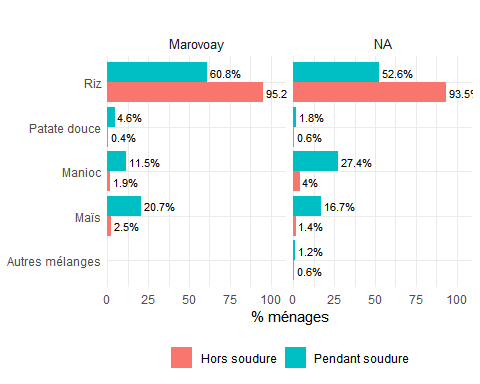 Marovoay NA
Riz 60.8% 52.6%
95.2 93.5%
Patate douce 4.6% 1.8%
0.4% 0.6%
Manioc 11.5% 27.4%
1.9% 4%
Maïs 20.7% 16.7%
2.5% 1.4%
Autres mélanges 1.2%
0.6%
0 25 50 75 100 0 25 50 75 100
% ménages
Hors soudure Pendant soudure